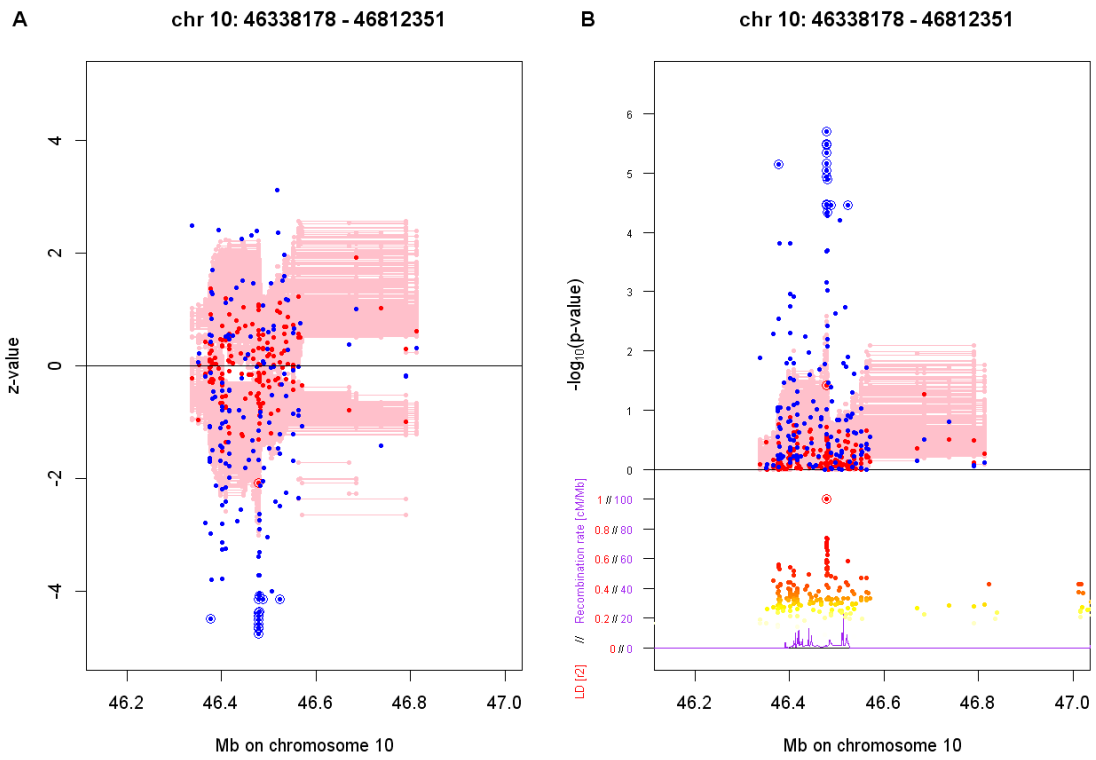 A
chr 10: 46338178 - 46812351
z-value
4
2
0
-2
-4
46.2
46.4
46.6
46.8
47.0
Mb on chromosome 10
B
chr 10: 46338178 - 46812351
-log10(p-value)
6
5
4
3
2
1
0
LD [r2] // Recombination rate [cM/Mb]
1 // 100
0.8 // 80
0.6 // 60
0.4 // 40
0.2 // 20
0 // 0
46.2
46.4
46.6
46.8
47.0
Mb on chromosome 10